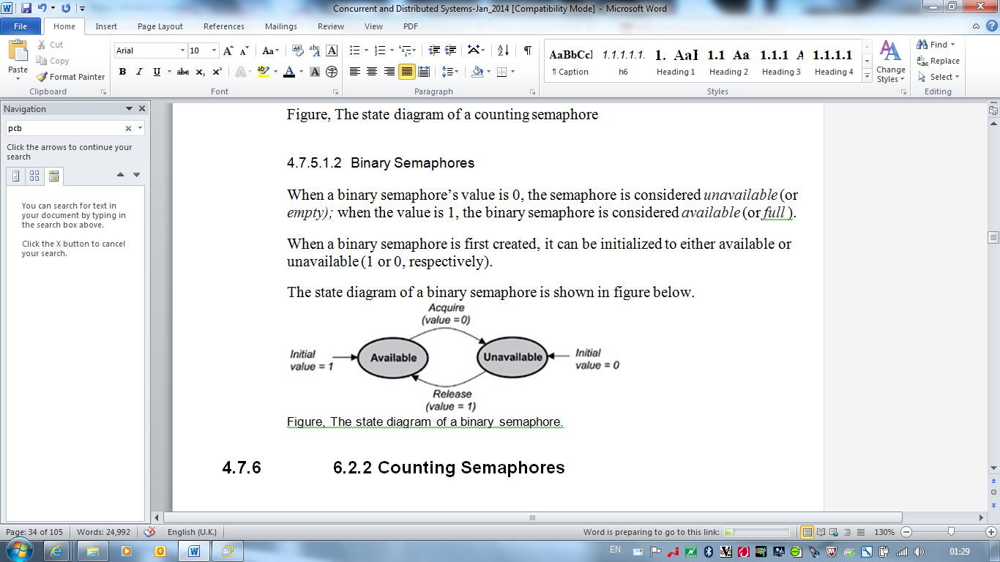 Concurrent and Distributed Systems-Jan_2014 [Compatibility Mode] - Microsoft Word
File Home Insert Page Layout References Mailings Review View PDF
Paste
Cut
Copy
Format Painter
Clipboard
Arial 10
Font
Paragraph
AaBbCcI 1.1.1.1.1. 1. AaI 1.1 Aa 1.1.1 A 1.1.1.1
¶ Caption h6 Heading 1 Heading 2 Heading 3 Heading 4
Change Styles
Styles
Find
Replace
Select
Editing
Navigation
pcb
Click the arrows to continue your
search
You can search for text in
your document by typing in
the search box above.
Click the X button to cancel
your search.
Figure, The state diagram of a counting semaphore
4.7.5.1.2 Binary Semaphores
When a binary semaphore's value is 0, the semaphore is considered unavailable (or
empty); when the value is 1, the binary semaphore is considered available (or full ).
When a binary semaphore is first created, it can be initialized to either available or
unavailable (1 or 0, respectively).
The state diagram of a binary semaphore is shown in figure below.
Acquire
(value =0)
Initial
value = 1
Available
Unavailable
Initial
value = 0
Release
(value = 1)
Figure, The state diagram of a binary semaphore.
4.7.6 6.2.2 Counting Semaphores
Page: 34 of 105 Words: 24,992 English (U.K.) Word is preparing to go to this link: 130%
EN 01:29